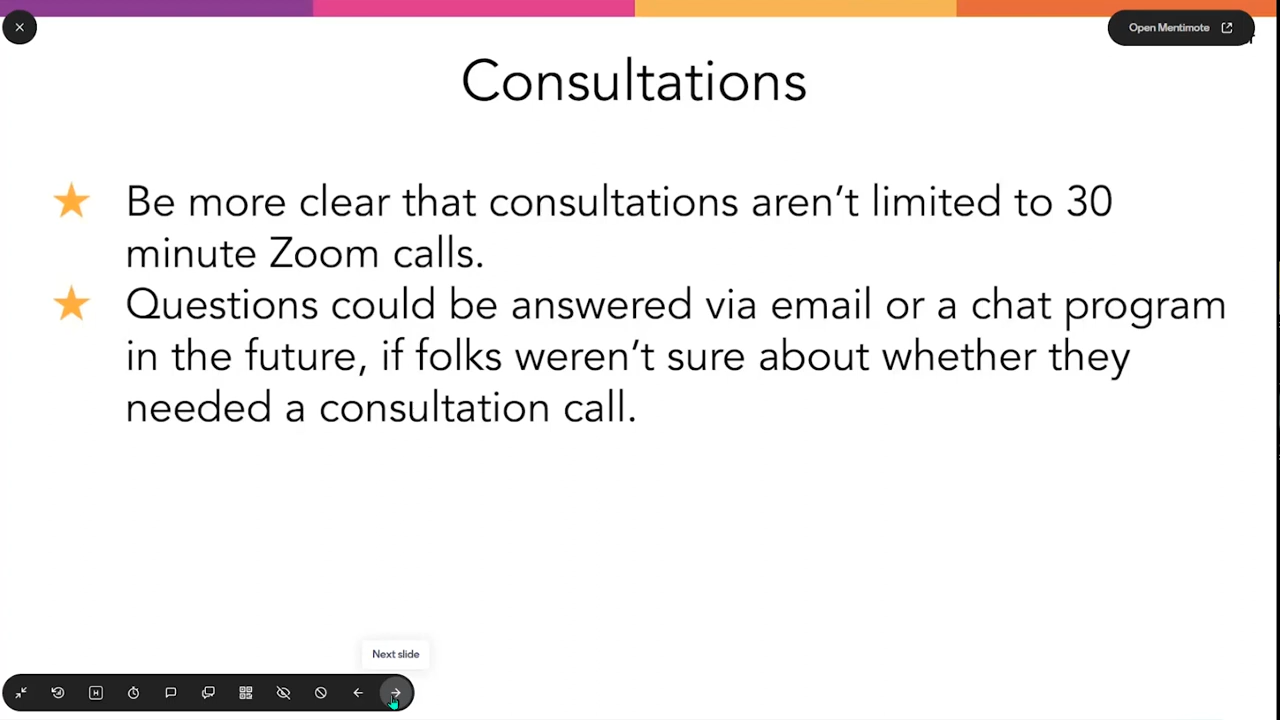 Open Mentimote
Consultations
★ Be more clear that consultations aren’t limited to 30
minute Zoom calls.
★ Questions could be answered via email or a chat program
in the future, if folks weren’t sure about whether they
needed a consultation call.
Next slide
H